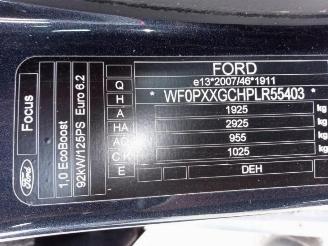 FORD
e13*2007/46*1911
* WF0PXXGCHPLR55403 *
1925 kg
2925 kg
955 kg
1025 kg
DEH
Q
H
A
HA
AC
C K
E
Focus
1,0 EcoBoost
92kW/125PS Euro 6.2
Ford